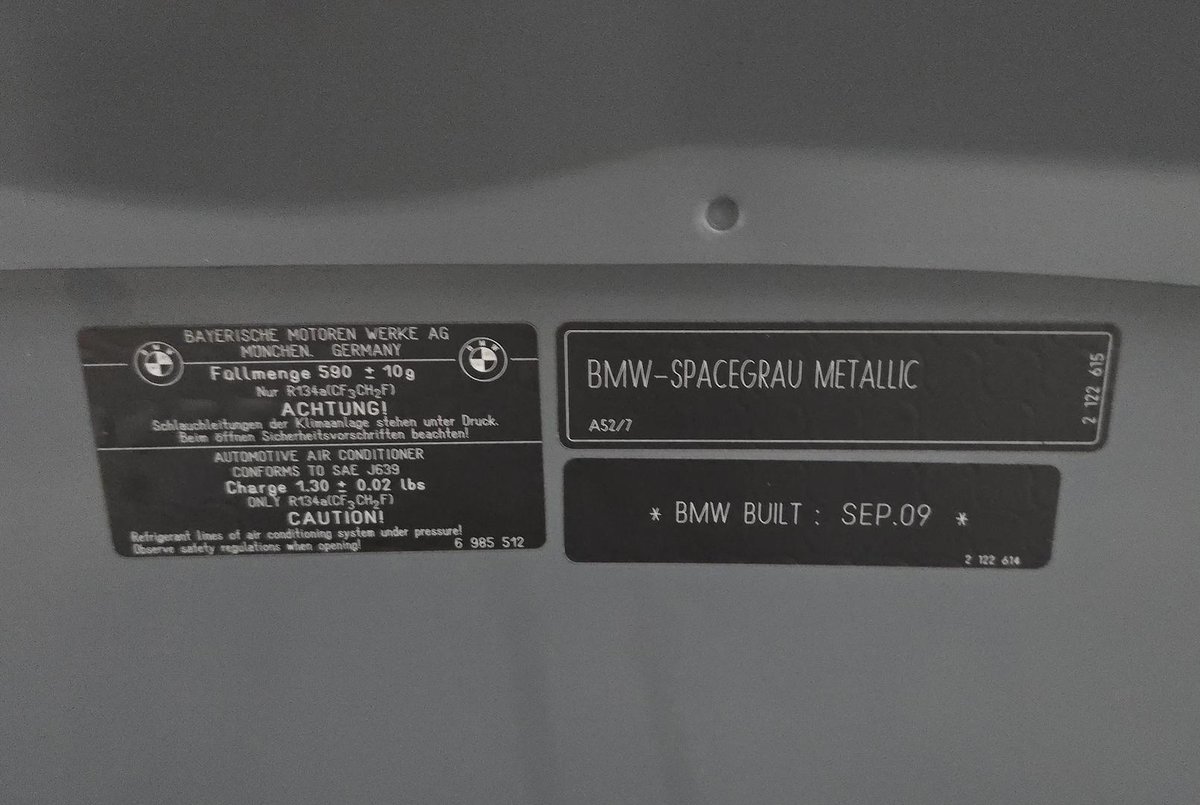 BAYERISCHE MOTOREN WERKE AG
MÜNCHEN. GERMANY
BMW
BMW
Füllmenge 590 ± 10g
Nur R134a(CF₃CH₂F)
ACHTUNG!
Schlauchleitungen der Klimaanlage stehen unter Druck.
Beim öffnen Sicherheitsvorschriften beachten!
AUTOMOTIVE AIR CONDITIONER
CONFORMS TO SAE J639
Charge 1.30 ± 0.02 lbs
ONLY R134a(CF₃CH₂F)
CAUTION!
Refrigerant lines of air conditioning system under pressure!
Observe safety regulations when opening!
6 985 512
BMW-SPACEGRAU METALLIC
A52/7
2 122 615
* BMW BUILT : SEP.09 *
2 122 614